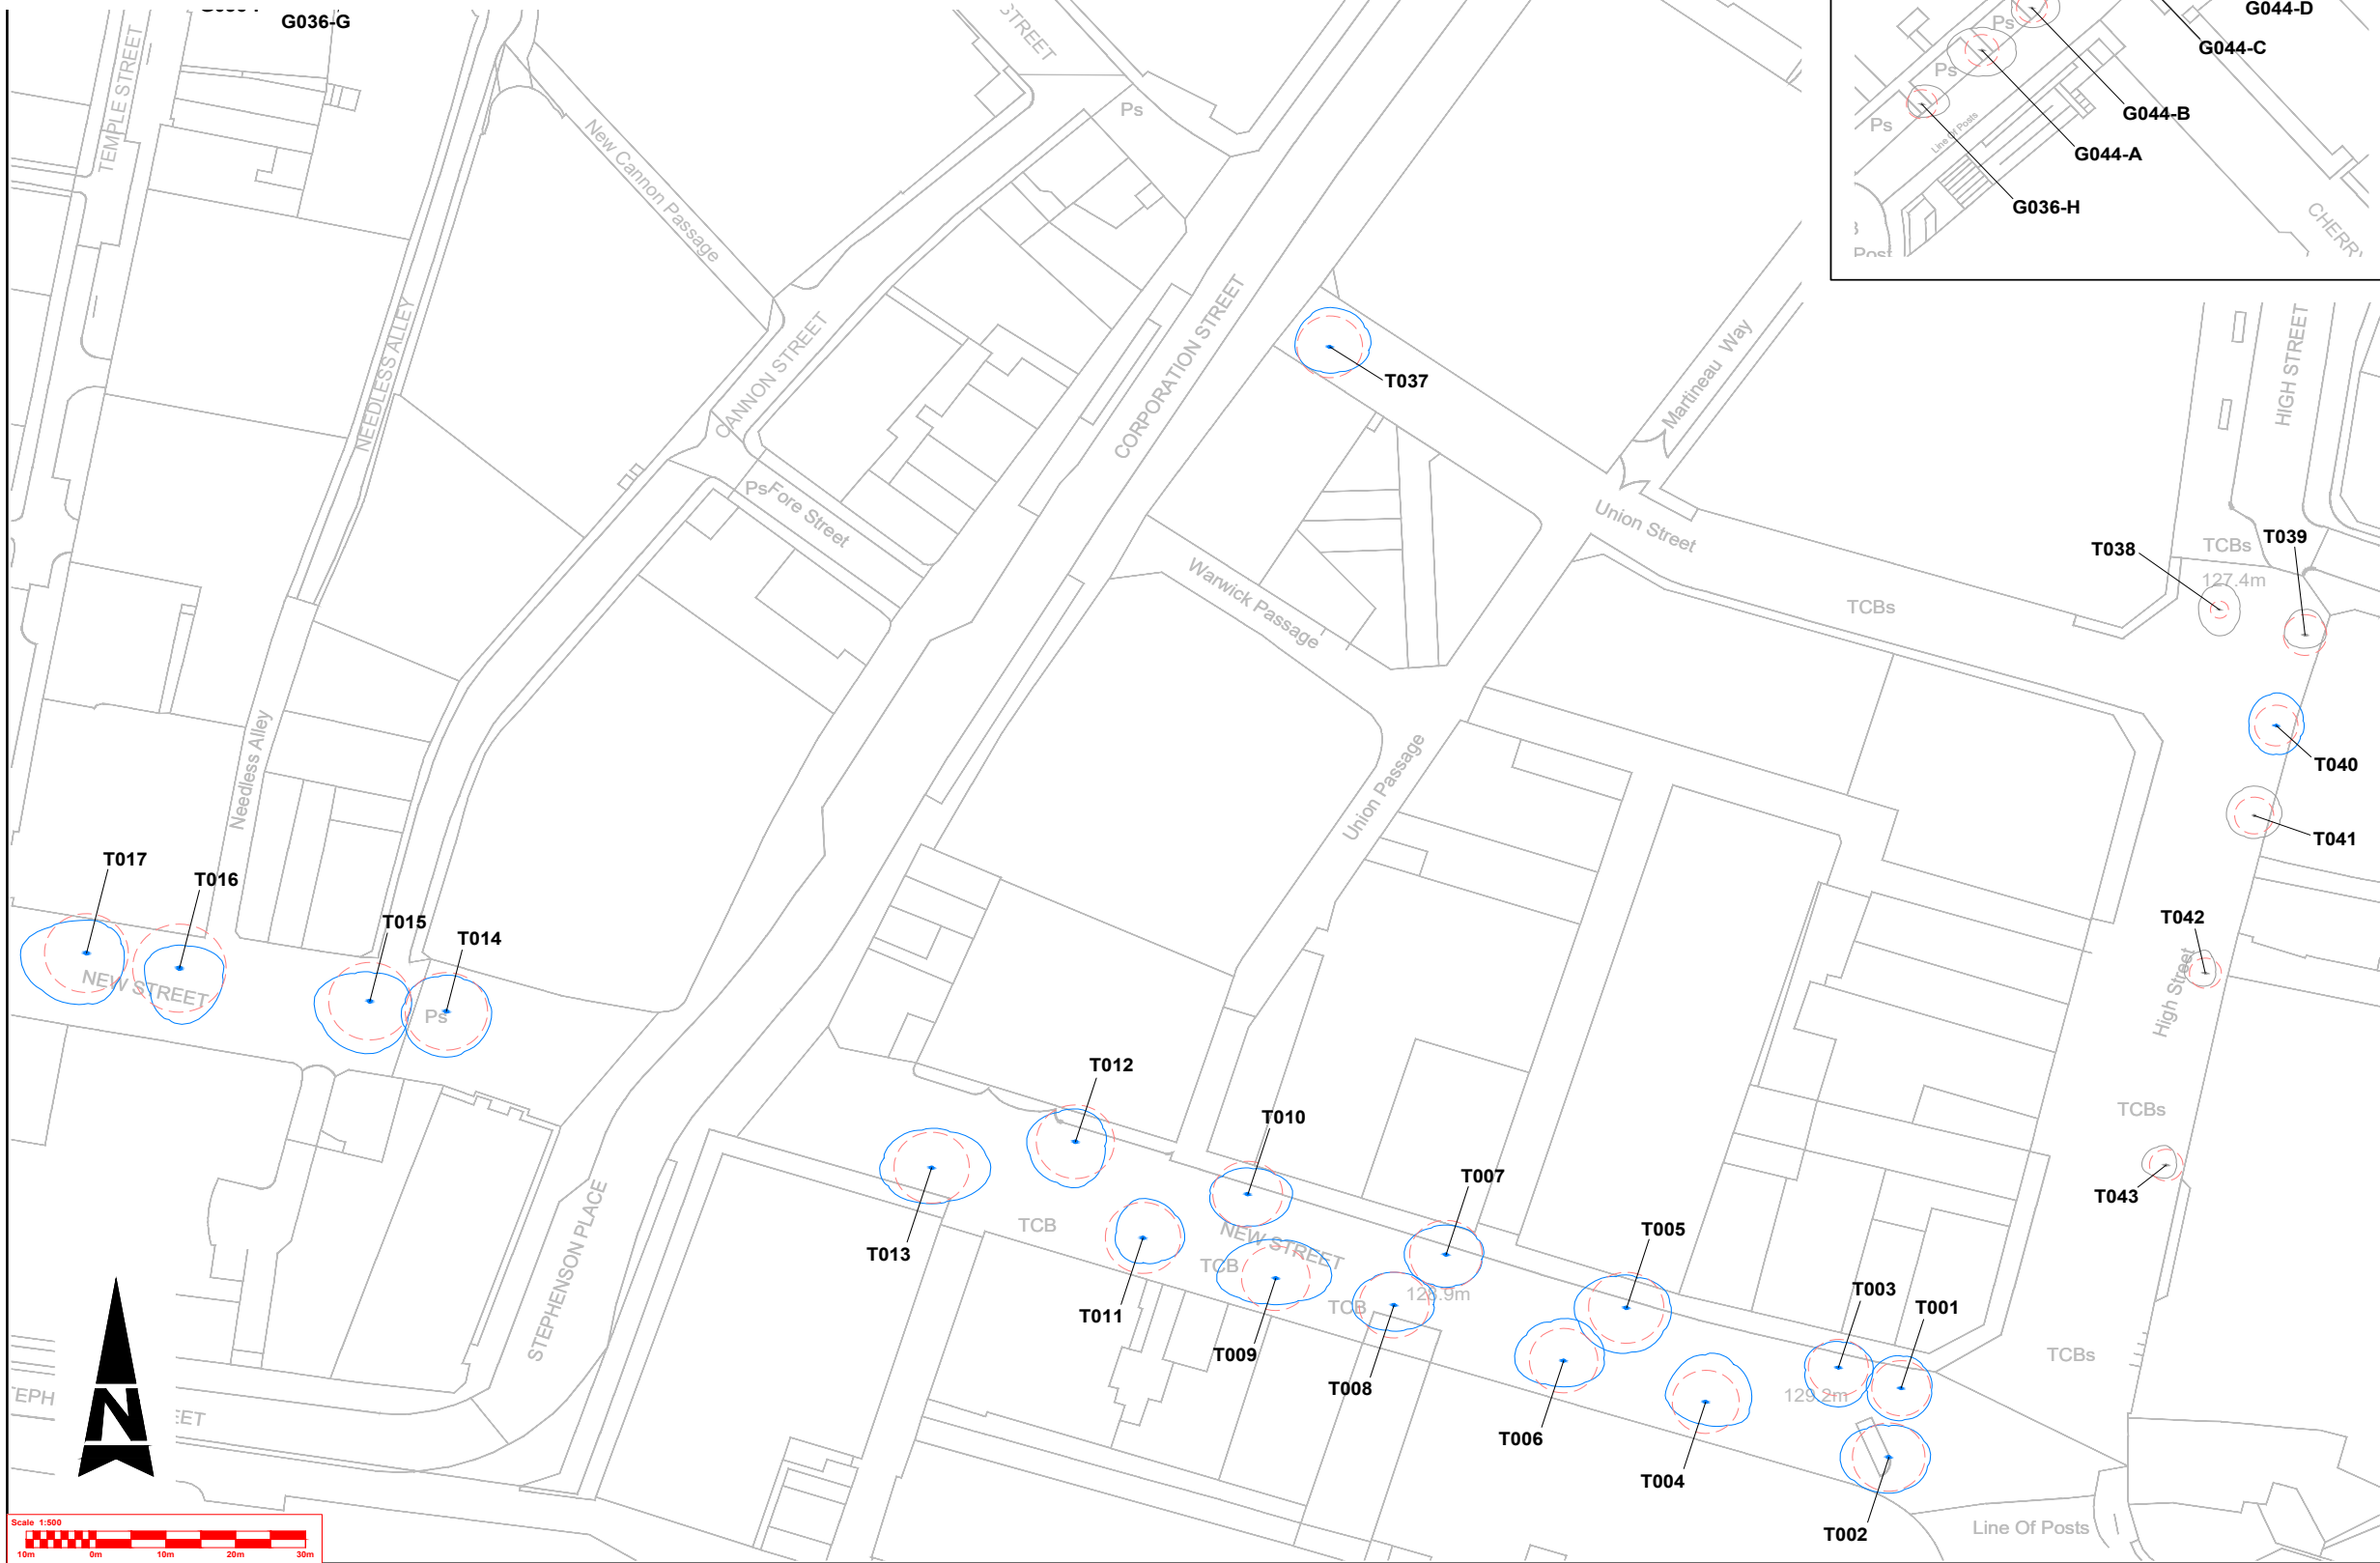 G036-G
STREET
Ps
G044-D
G044-C
Ps
Ps
G044-B
Ps
G044-A
Line Of Posts
G036-H
CHERRY
Post
TEMPLE STREET
New Cannon Passage
Ps
NEEDLESS ALLEY
CANNON STREET
CORPORATION STREET
T037
Martineau Way
HIGH STREET
Ps
Fore Street
Union Street
T038
TCBs
T039
127.4m
Warwick Passage
TCBs
Needless Alley
Union Passage
T040
T041
T017
T016
T015
T014
NEW STREET
Ps
T042
High Street
T012
T010
T007
TCBs
T043
T013
TCB
NEW STREET
TCB
T005
T011
TCB
128.9m
T003
T001
STEPHENSON PLACE
T009
T008
T006
129.2m
TCBs
T004
T002
Line Of Posts
N
EPH
EET
Scale 1:500
10m 0m 10m 20m 30m